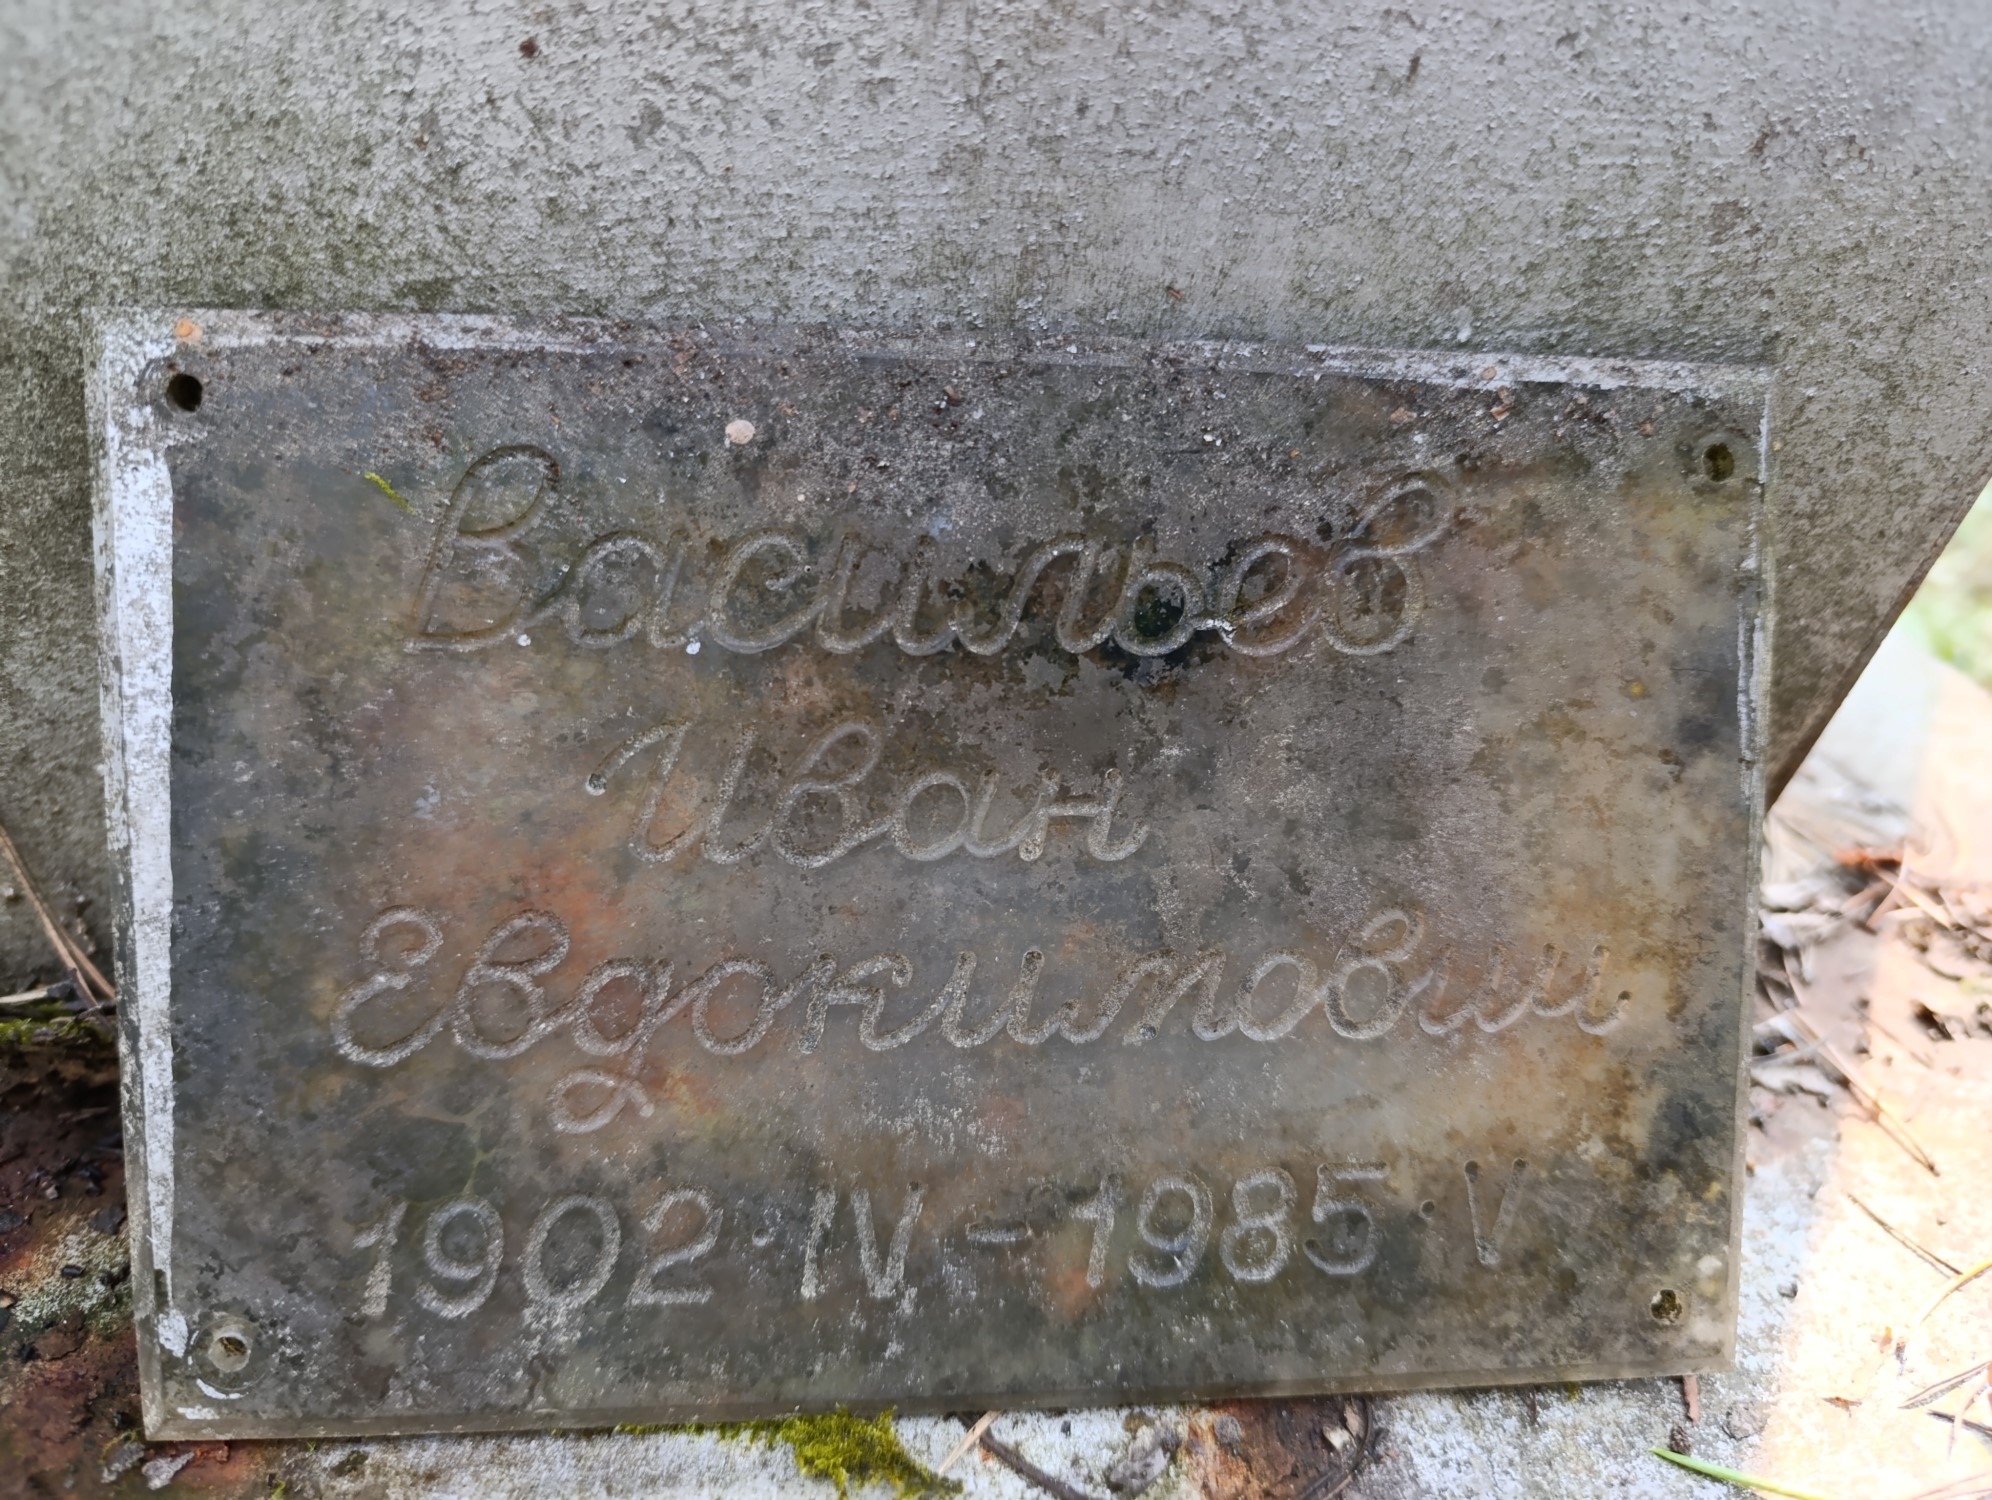 Васильев
Иван
Евдокимович
1902·IV-1985·V